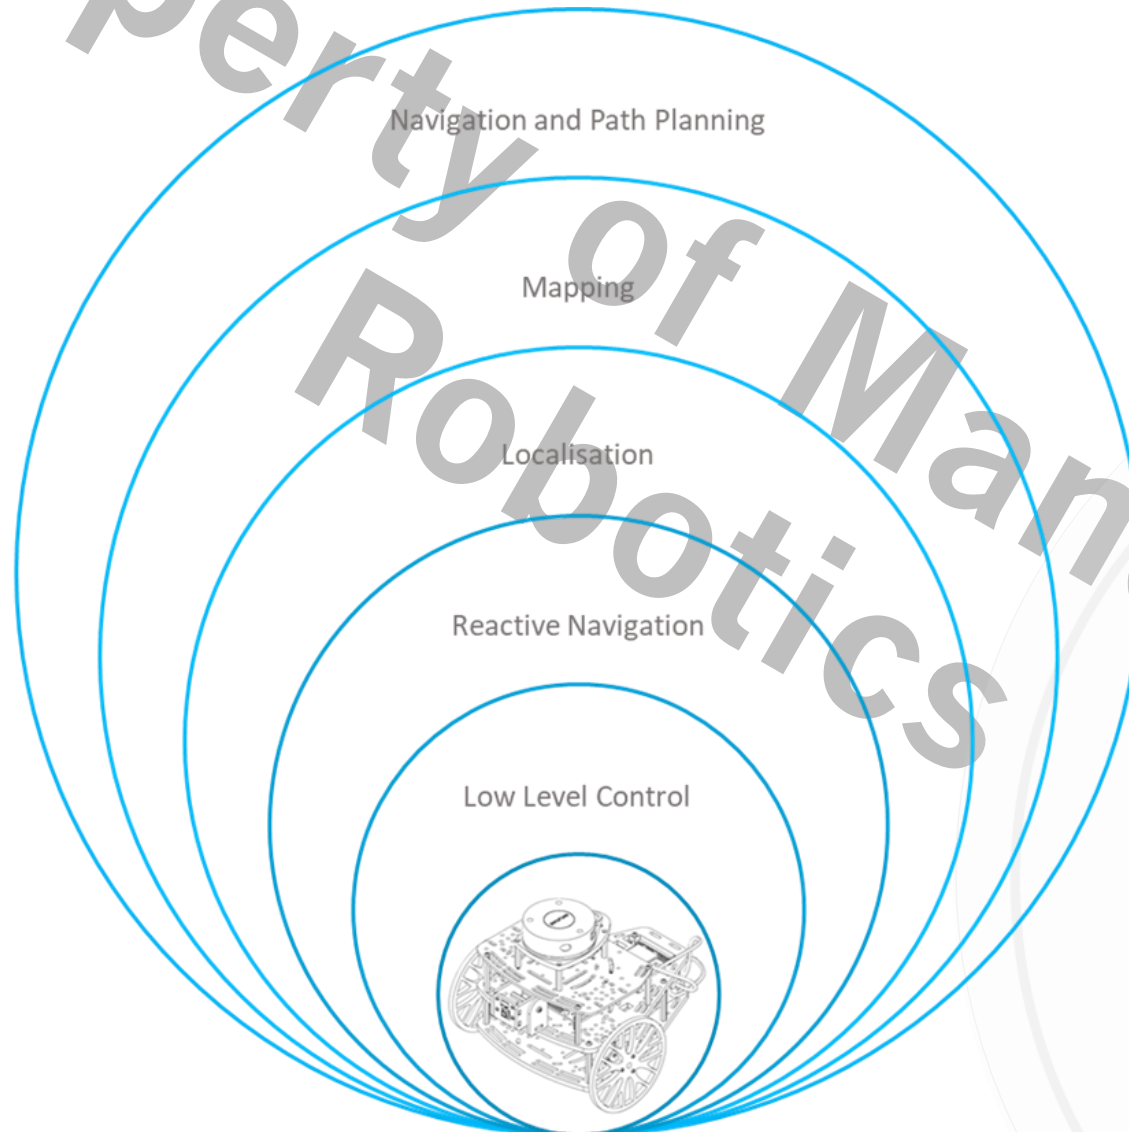 perty of Man
Robotics
Navigation and Path Planning
Mapping
Localisation
Reactive Navigation
Low Level Control